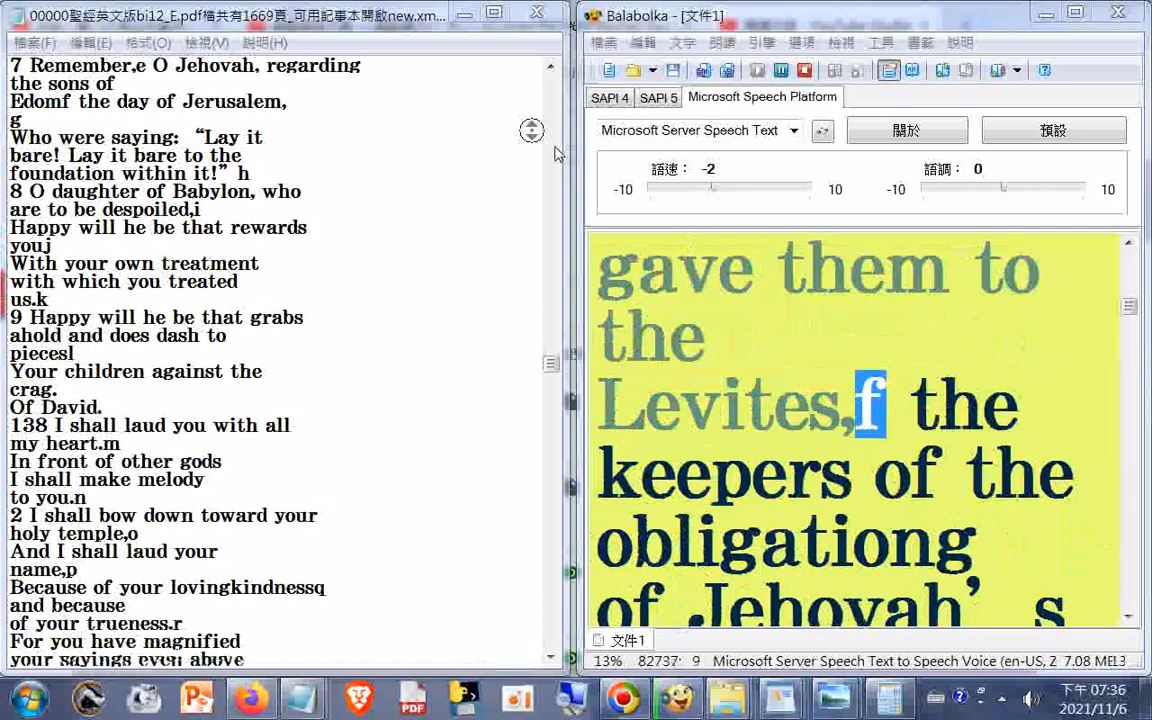 00000聖經英文版bi12_E.pdf檔共有1669頁_可用記事本開啟new.xm...
檔案(F) 編輯(E) 格式(O) 檢視(V) 說明(H)
7 Remember,e O Jehovah, regarding
the sons of
Edomf the day of Jerusalem,
g
Who were saying: “Lay it
bare! Lay it bare to the
foundation within it!” h
8 O daughter of Babylon, who
are to be despoiled,i
Happy will he be that rewards
youj
With your own treatment
with which you treated
us.k
9 Happy will he be that grabs
ahold and does dash to
piecesl
Your children against the
crag.
Of David.
138 I shall laud you with all
my heart.m
In front of other gods
I shall make melody
to you.n
2 I shall bow down toward your
holy temple,o
And I shall laud your
name,p
Because of your lovingkindnessq
and because
of your trueness.r
For you have magnified
your sayings even above
Balabolka - [文件1]
檔案 編輯 文字 朗讀 引擎 選項 檢視 工具 書籤 說明
SAPI 4 SAPI 5 Microsoft Speech Platform
Microsoft Server Speech Text 關於 預設
語速： -2 語調： 0
-10 10 -10 10
gave them to
the
Levites,f the
keepers of the
obligationg
of Jehovah’s
文件1
13% 82737: 9 Microsoft Server Speech Text to Speech Voice (en-US, Z 7.08 MEL3
PDF
下午 07:36
2021/11/6